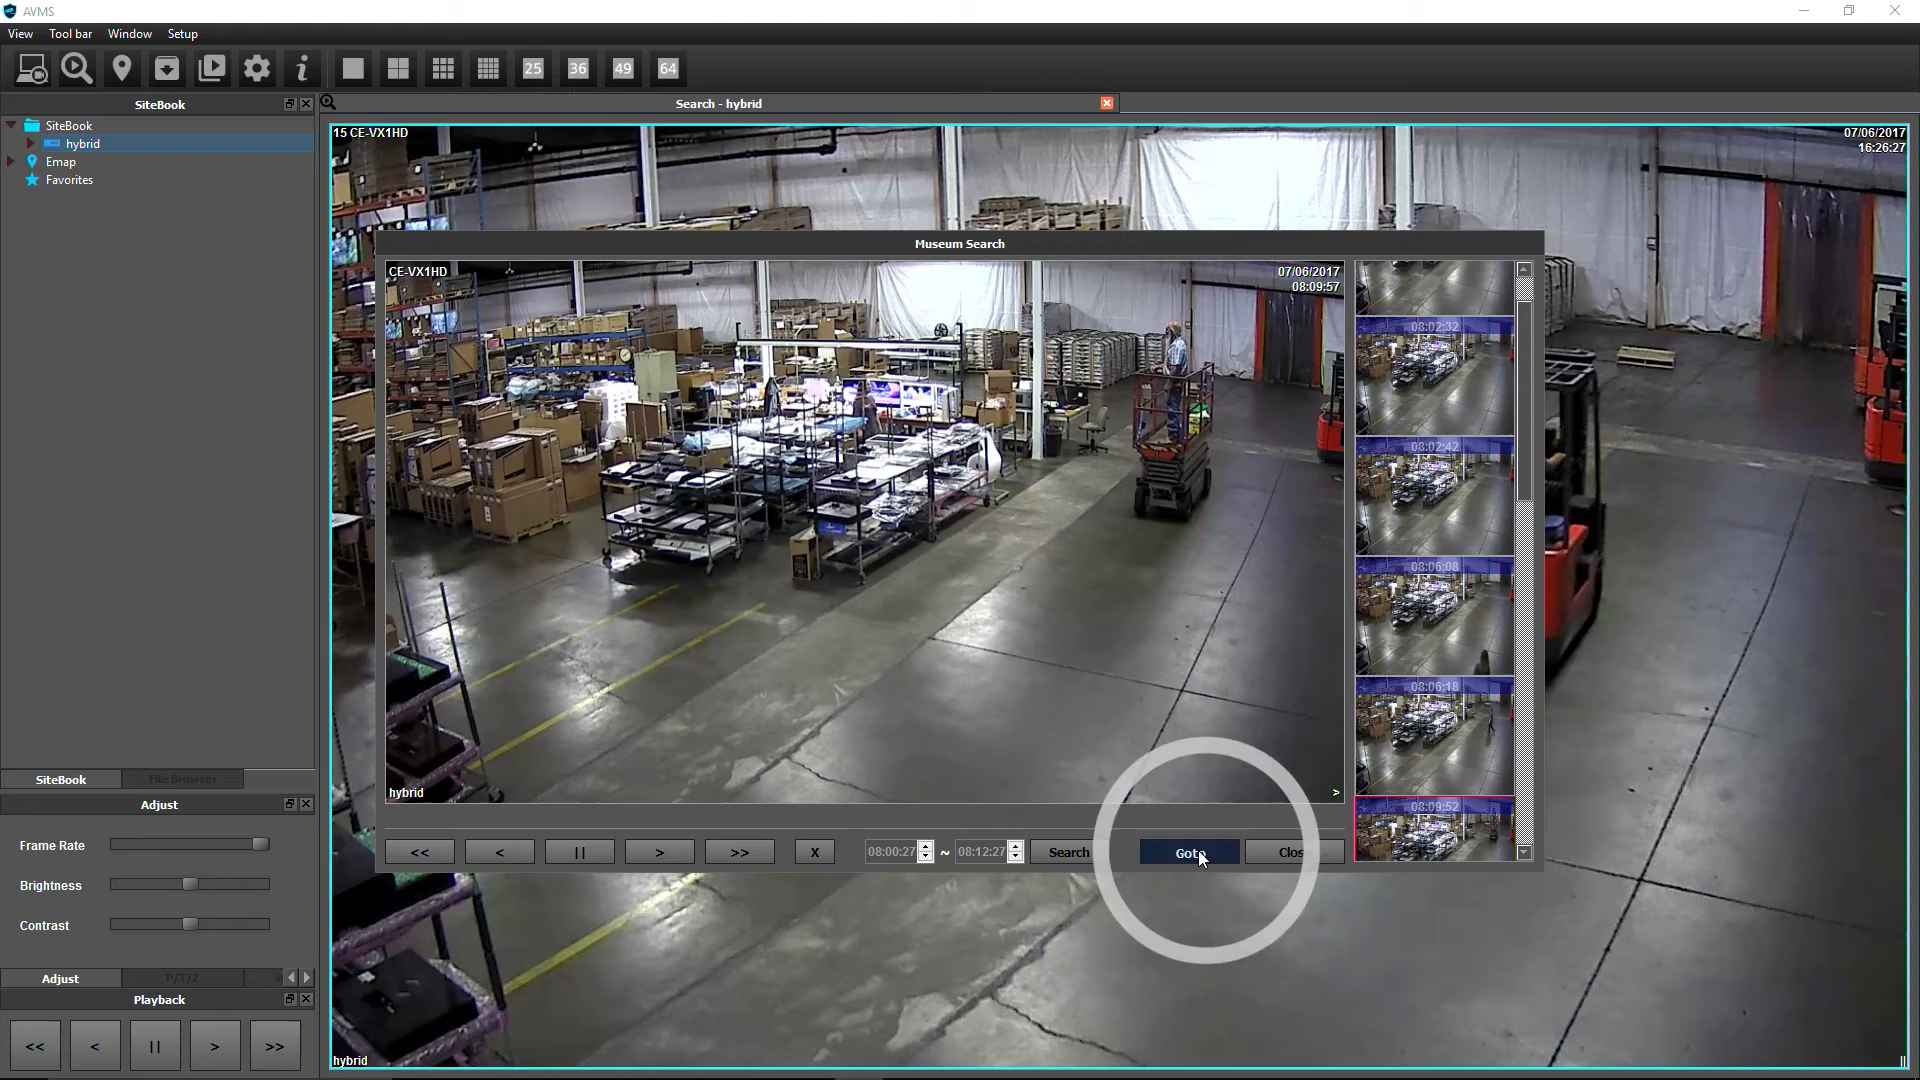 AVMS
View Tool bar Window Setup
25 36 49 64
SiteBook
Search - hybrid
SiteBook
hybrid
Emap
Favorites
15 CE-VX1HD
07/06/2017
16:26:27
Museum Search
CE-VX1HD
07/06/2017
08:09:57
08:02:32
08:02:42
08:06:08
08:06:18
08:09:52
hybrid
>
<< < || > >> X 08:00:27 ~ 08:12:27 Search Goto Close
SiteBook File Browser
Adjust
Frame Rate
Brightness
Contrast
Adjust P/T/Z
Playback
<< < || > >>
hybrid
||